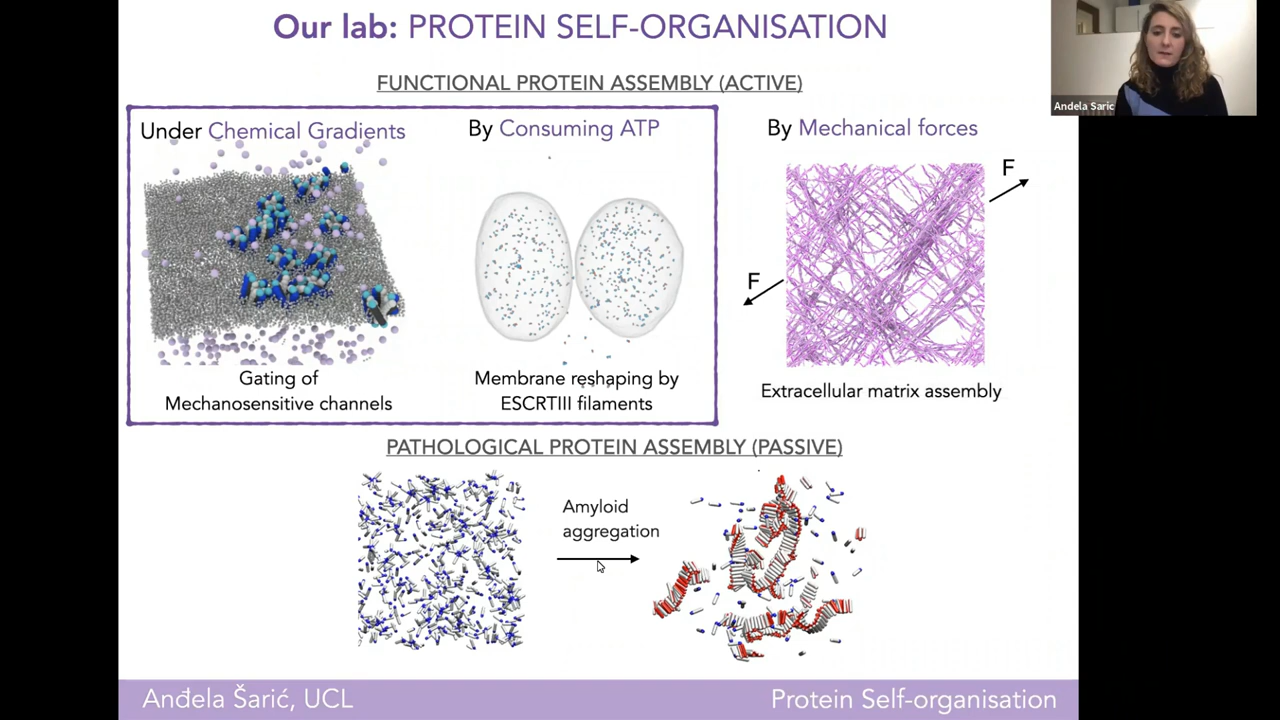 Our lab: PROTEIN SELF-ORGANISATION
Andela Saric
FUNCTIONAL PROTEIN ASSEMBLY (ACTIVE)
Under Chemical Gradients
By Consuming ATP
By Mechanical forces
F
F
Gating of
Mechanosensitive channels
Membrane reshaping by
ESCRTIII filaments
Extracellular matrix assembly
PATHOLOGICAL PROTEIN ASSEMBLY (PASSIVE)
Amyloid
aggregation
Anđela Šarić, UCL
Protein Self-organisation